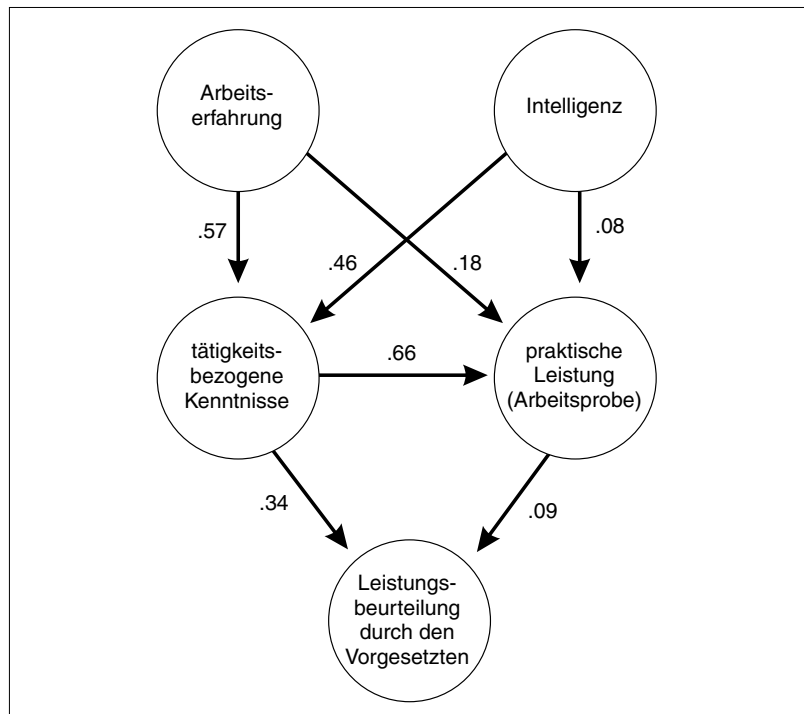 Arbeits-
erfahrung
Intelligenz
.57
.46
.18
.08
tätigkeits-
bezogene
Kenntnisse
.66
praktische
Leistung
(Arbeitsprobe)
.34
.09
Leistungs-
beurteilung
durch den
Vorgesetzten